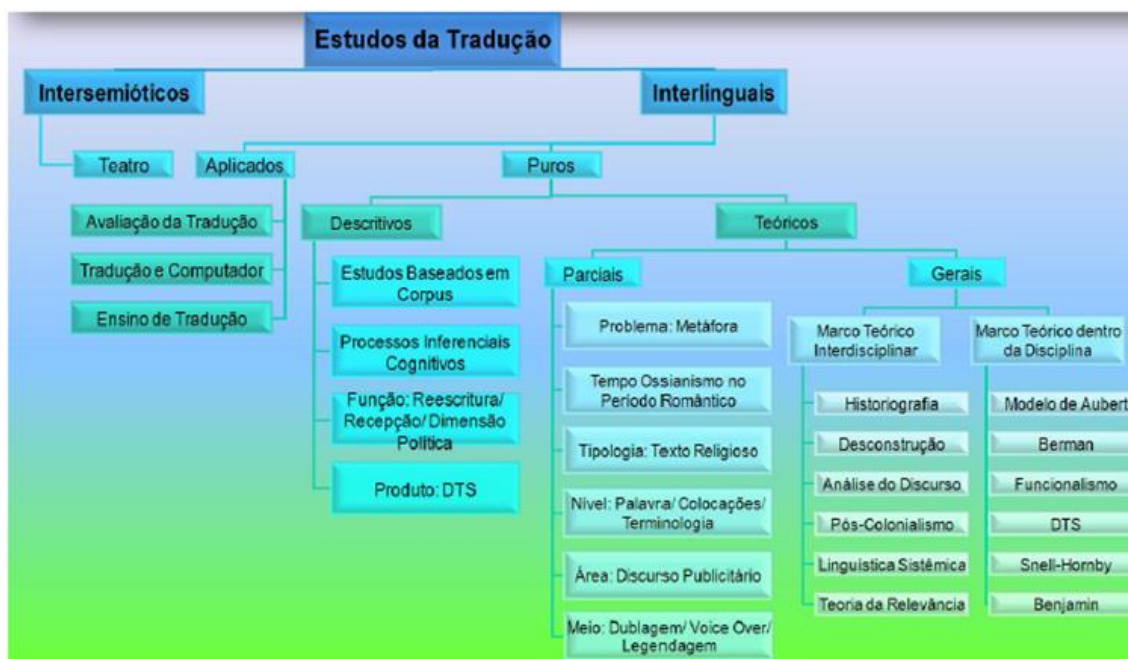 Estudos da Tradução
Intersemióticos
Interlinguais
Teatro
Aplicados
Puros
Avaliação da Tradução
Tradução e Computador
Ensino de Tradução
Descritivos
Teóricos
Estudos Baseados em
Corpus
Processos Inferenciais
Cognitivos
Função: Reescritura/
Recepção/ Dimensão
Política
Produto: DTS
Parciais
Gerais
Problema: Metáfora
Tempo Ossianismo no
Período Romântico
Tipologia: Texto Religioso
Nível: Palavra/ Colocações/
Terminologia
Área: Discurso Publicitário
Meio: Dublagem/ Voice Over/
Legendagem
Marco Teórico
Interdisciplinar
Historiografia
Desconstrução
Análise do Discurso
Pós-Colonialismo
Linguística Sistêmica
Teoria da Relevância
Marco Teórico dentro
da Disciplina
Modelo de Aubert
Berman
Funcionalismo
DTS
Snell-Hornby
Benjamin